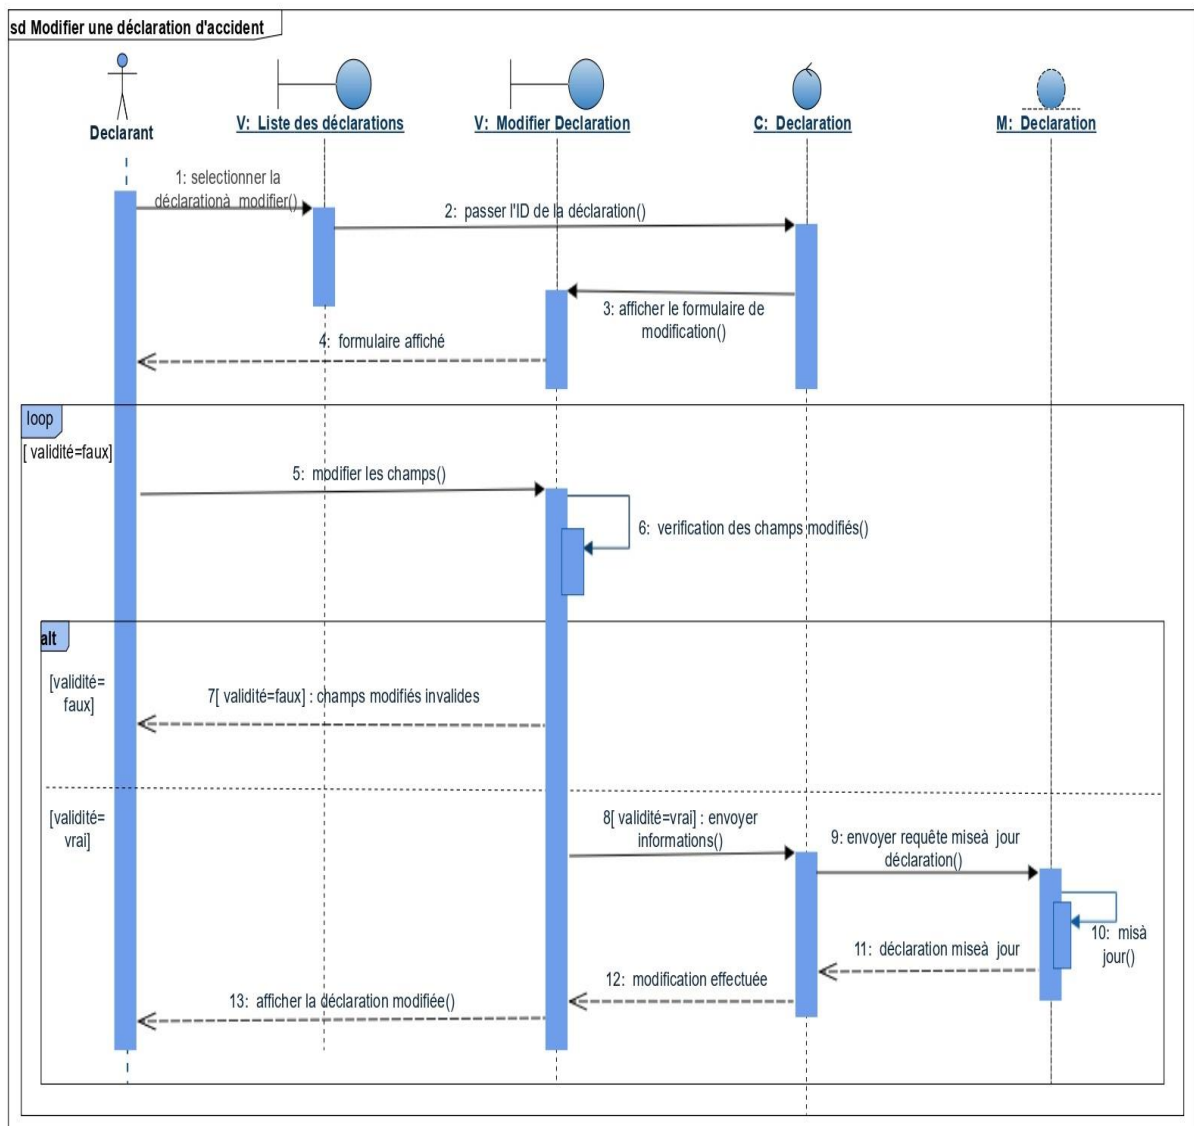 sd Modifier une déclaration d'accident
Declarant
V: Liste des déclarations
V: Modifier Declaration
C: Declaration
M: Declaration
1: selectionner la
déclarationà modifier()
2: passer l'ID de la déclaration()
3: afficher le formulaire de
modification()
4: formulaire affiché
loop
[ validité=faux]
5: modifier les champs()
6: verification des champs modifiés()
alt
[validité=
faux]
7[ validité=faux] : champs modifiés invalides
[validité=
vrai]
8[ validité=vrai] : envoyer
informations()
9: envoyer requête miseà jour
déclaration()
10: misà
jour()
11: déclaration miseà jour
12: modification effectuée
13: afficher la déclaration modifiée()